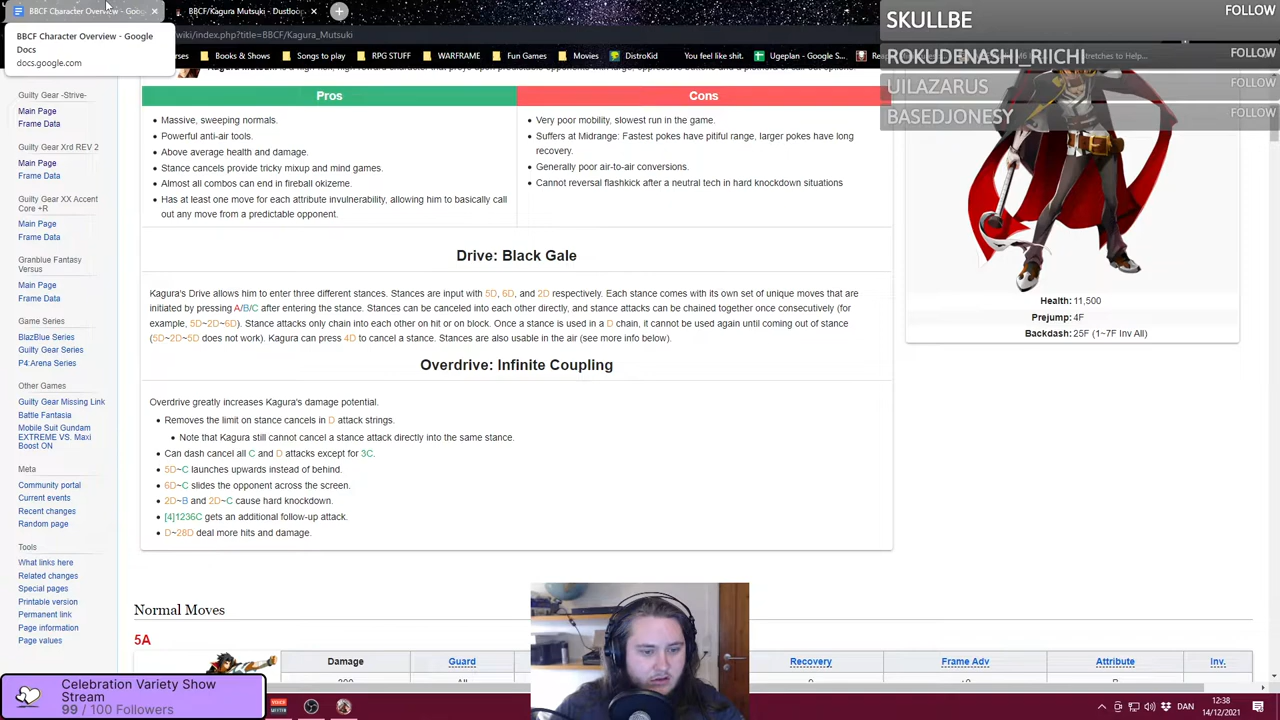 BBCF Character Overview - Goo
BBCF/Kagura Mutsuki - Dustloo
SKULLBE
FOLLOW
BBCF Character Overview - Google
Docs
docs.google.com
wiki/index.php?title=BBCF/Kagura_Mutsuki
Books & Shows
Songs to play
RPG STUFF
WARFRAME
Fun Games
Movies
DistroKid
You feel like shit.
Ugeplan - Google S...
ROKUDENASHI_RIICHI
FOLLOW
UILAZARUS
FOLLOW
BASEDJONESY
FOLLOW
Guilty Gear -Strive-
Main Page
Frame Data
Guilty Gear Xrd REV 2
Main Page
Frame Data
Guilty Gear XX Accent
Core +R
Main Page
Frame Data
Granblue Fantasy
Versus
Main Page
Frame Data
Game Series
BlazBlue Series
Guilty Gear Series
P4:Arena Series
Other Games
Guilty Gear Missing Link
Battle Fantasia
Mobile Suit Gundam
EXTREME VS. Maxi
Boost ON
Meta
Community portal
Current events
Recent changes
Random page
Tools
What links here
Related changes
Special pages
Printable version
Permanent link
Page information
Page values
Pros
Massive, sweeping normals.
Powerful anti-air tools.
Above average health and damage.
Stance cancels provide tricky mixup and mind games.
Almost all combos can end in fireball okizeme.
Has at least one move for each attribute invulnerability, allowing him to basically call
out any move from a predictable opponent.
Cons
Very poor mobility, slowest run in the game.
Suffers at Midrange: Fastest pokes have pitiful range, larger pokes have long
recovery.
Generally poor air-to-air conversions.
Cannot reversal flashkick after a neutral tech in hard knockdown situations
Drive: Black Gale
Kagura's Drive allows him to enter three different stances. Stances are input with 5D, 6D, and 2D respectively. Each stance comes with its own set of unique moves that are
initiated by pressing A/B/C after entering the stance. Stances can be canceled into each other directly, and stance attacks can be chained together once consecutively (for
example, 5D~2D~6D). Stance attacks only chain into each other on hit or on block. Once a stance is used in a D chain, it cannot be used again until coming out of stance
(5D~2D~5D does not work). Kagura can press 4D to cancel a stance. Stances are also usable in the air (see more info below).
Overdrive: Infinite Coupling
Overdrive greatly increases Kagura's damage potential.
Removes the limit on stance cancels in D attack strings.
Note that Kagura still cannot cancel a stance attack directly into the same stance.
Can dash cancel all C and D attacks except for 3C.
5D~C launches upwards instead of behind.
6D~C slides the opponent across the screen.
2D~B and 2D~C cause hard knockdown.
[4]1236C gets an additional follow-up attack.
D~28D deal more hits and damage.
Health: 11,500
Prejump: 4F
Backdash: 25F (1~7F Inv All)
Normal Moves
5A
Damage
Guard
Recovery
Frame Adv
Attribute
Inv.
Celebration Variety Show
Stream
99 / 100 Followers
DAN
12:38
14/12/2021